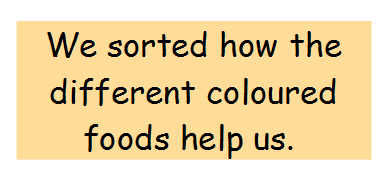 We sorted how the
different coloured
foods help us.